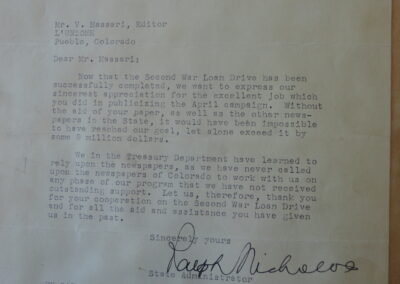 Mr. V. Massari, Editor
L'UNIONE
Pueblo, Colorado
Dear Mr. Massari;
Now that the Second War Loan Drive has been
successfully completed, we want to express our
sincerest appreciation for the excellent job which
you did in publicizing the April campaign. Without
the aid of your paper, as well as the other news-
papers in the State, it would have been impossible
to have reached our goal, let alone exceed it by
some 9 million dollars.
We in the Treasury Department have learned to
rely upon the newspapers, as we have never called
upon the newspapers of Colorado to work with us on
any phase of our program that we have not received
outstanding support. Let us, therefore, thank you
for your cooperation on the Second War Loan Drive
and for all the aid and assistance you have given
us in the past.
Sincerely yours
Ralph Nicholas
State Administrator